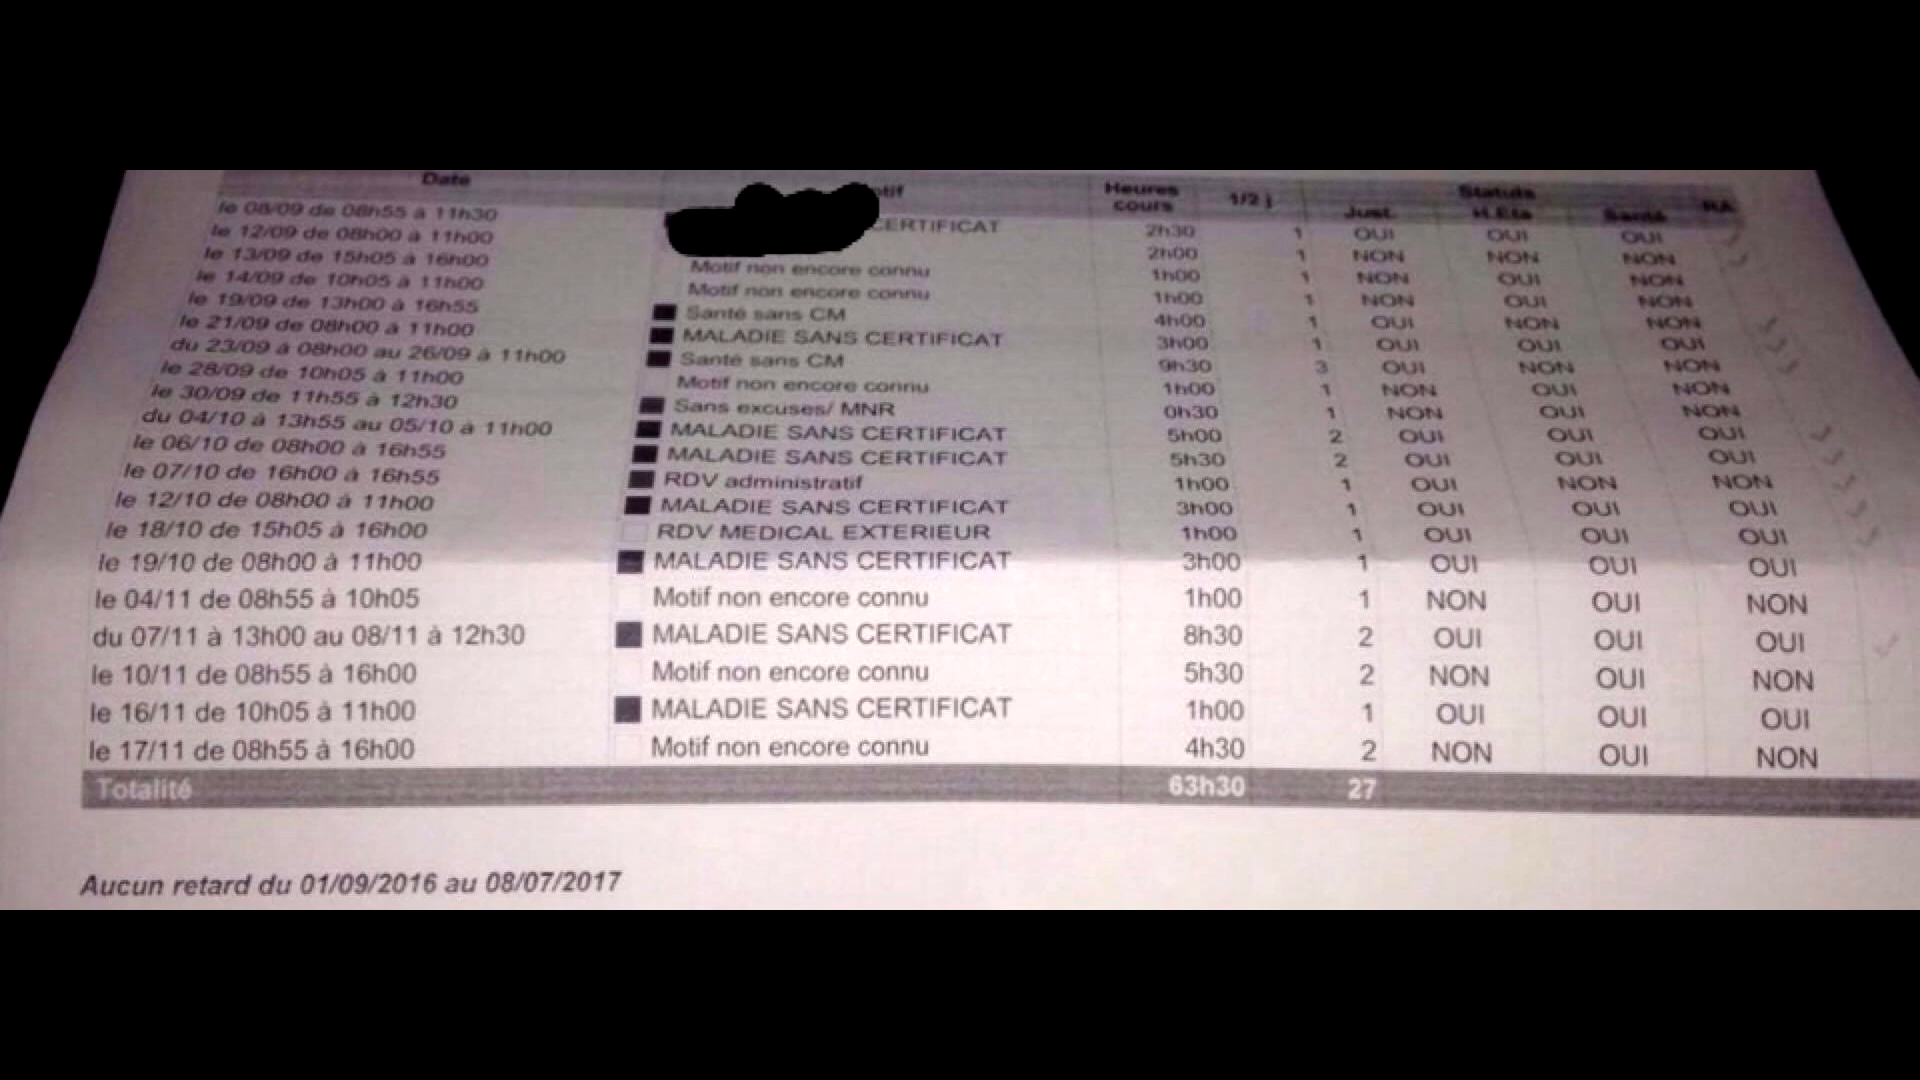 Date Heures cours 1/2 j Statuts
Just. H.Eta Santé RA
le 08/09 de 08h55 à 11h30 CERTIFICAT 2h30 1 OUI OUI OUI
le 12/09 de 08h00 à 11h00 2h00 1 NON NON NON
le 13/09 de 15h05 à 16h00 Motif non encore connu 1h00 1 NON OUI NON
le 14/09 de 10h05 à 11h00 Motif non encore connu 1h00 1 NON OUI NON
le 19/09 de 13h00 à 16h55 Santé sans CM 4h00 1 OUI NON NON
le 21/09 de 08h00 à 11h00 MALADIE SANS CERTIFICAT 3h00 1 OUI OUI OUI
du 23/09 à 08h00 au 26/09 à 11h00 Santé sans CM 9h30 3 OUI NON NON
le 28/09 de 10h05 à 11h00 Motif non encore connu 1h00 1 NON OUI NON
le 30/09 de 11h55 à 12h30 Sans excuses/ MNR 0h30 1 NON OUI NON
du 04/10 à 13h55 au 05/10 à 11h00 MALADIE SANS CERTIFICAT 5h00 2 OUI OUI OUI
le 06/10 de 08h00 à 16h55 MALADIE SANS CERTIFICAT 5h30 2 OUI OUI OUI
le 07/10 de 16h00 à 16h55 RDV administratif 1h00 1 OUI NON NON
le 12/10 de 08h00 à 11h00 MALADIE SANS CERTIFICAT 3h00 1 OUI OUI OUI
le 18/10 de 15h05 à 16h00 RDV MEDICAL EXTERIEUR 1h00 1 OUI OUI OUI
le 19/10 de 08h00 à 11h00 MALADIE SANS CERTIFICAT 3h00 1 OUI OUI OUI
le 04/11 de 08h55 à 10h05 Motif non encore connu 1h00 1 NON OUI NON
du 07/11 à 13h00 au 08/11 à 12h30 MALADIE SANS CERTIFICAT 8h30 2 OUI OUI OUI
le 10/11 de 08h55 à 16h00 Motif non encore connu 5h30 2 NON OUI NON
le 16/11 de 10h05 à 11h00 MALADIE SANS CERTIFICAT 1h00 1 OUI OUI OUI
le 17/11 de 08h55 à 16h00 Motif non encore connu 4h30 2 NON OUI NON
Totalité 63h30 27
Aucun retard du 01/09/2016 au 08/07/2017